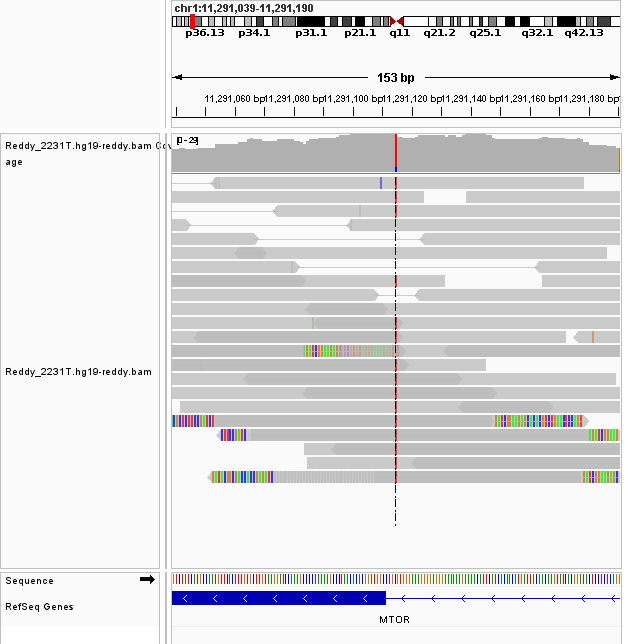 chr1:11,291,039-11,291,190
p36.13 p34.1 p31.1 p21.1 q11 q21.2 q25.1 q32.1 q42.13
153 bp
11,291,060 bp 11,291,080 bp 11,291,100 bp 11,291,120 bp 11,291,140 bp 11,291,160 bp 11,291,180 bp
[0-29]
Reddy_2231T.hg19-reddy.bam Cov
age
Reddy_2231T.hg19-reddy.bam
Sequence
RefSeq Genes
MTOR